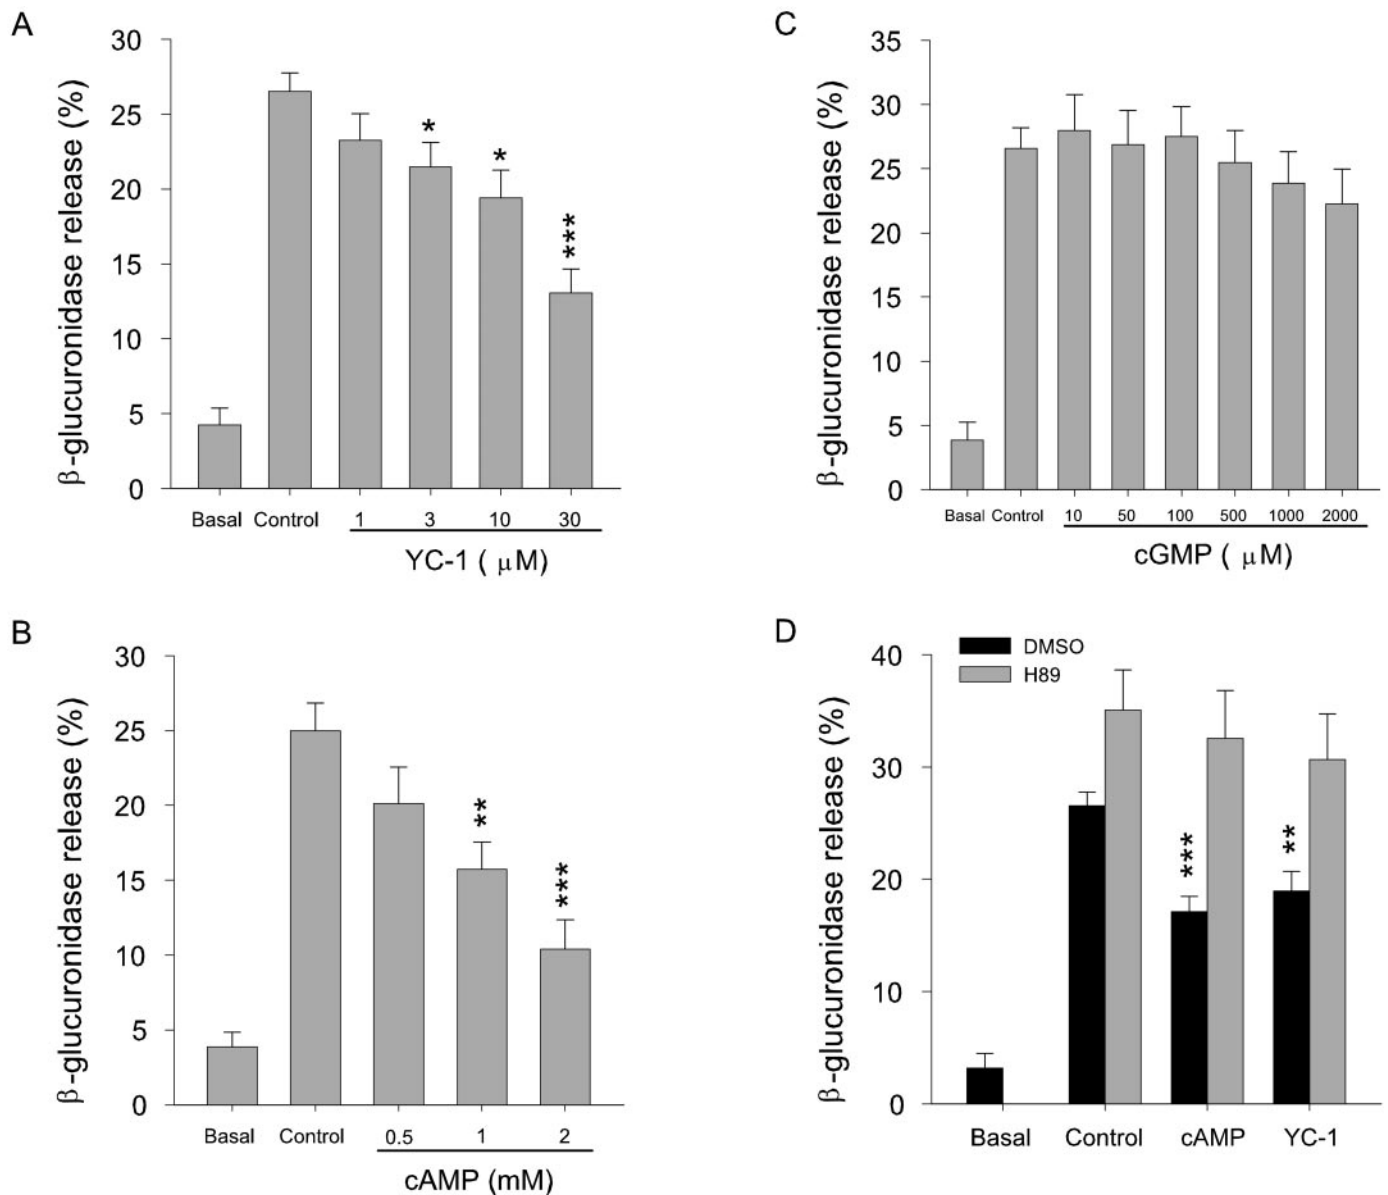 A
β-glucuronidase release (%)
30
25
20
15
10
5
0
*
*
***
Basal Control 1 3 10 30
YC-1 ( μM)
C
β-glucuronidase release (%)
35
30
25
20
15
10
5
0
Basal Control 10 50 100 500 1000 2000
cGMP ( μM)
B
β-glucuronidase release (%)
30
25
20
15
10
5
0
**
***
Basal Control 0.5 1 2
cAMP (mM)
D
DMSO
H89
β-glucuronidase release (%)
40
30
20
10
0
***
**
Basal Control cAMP YC-1